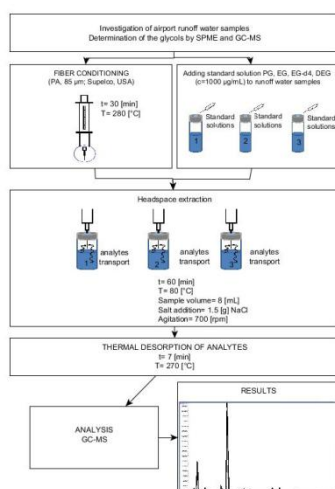 Investigation of airport runoff water samples
Determination of the glycols by SPME and GC-MS
FIBER CONDITIONING
(PA, 85 µm; Supelco, USA)
t= 30 [min]
T= 280 [°C]
Adding standard solution PG, EG, EG-d4, DEG
(c=1000 µg/mL) to runoff water samples
Standard
solutions
1
Standard
solutions
2
Standard
solutions
3
Headspace extraction
analytes
transport
1
analytes
transport
2
analytes
transport
3
t= 60 [min]
T= 80 [°C]
Sample volume= 8 [mL]
Salt addition= 1.5 [g] NaCl
Agitation= 700 [rpm]
THERMAL DESORPTION OF ANALYTES
t= 7 [min]
T= 270 [°C]
ANALYSIS
GC-MS
RESULTS